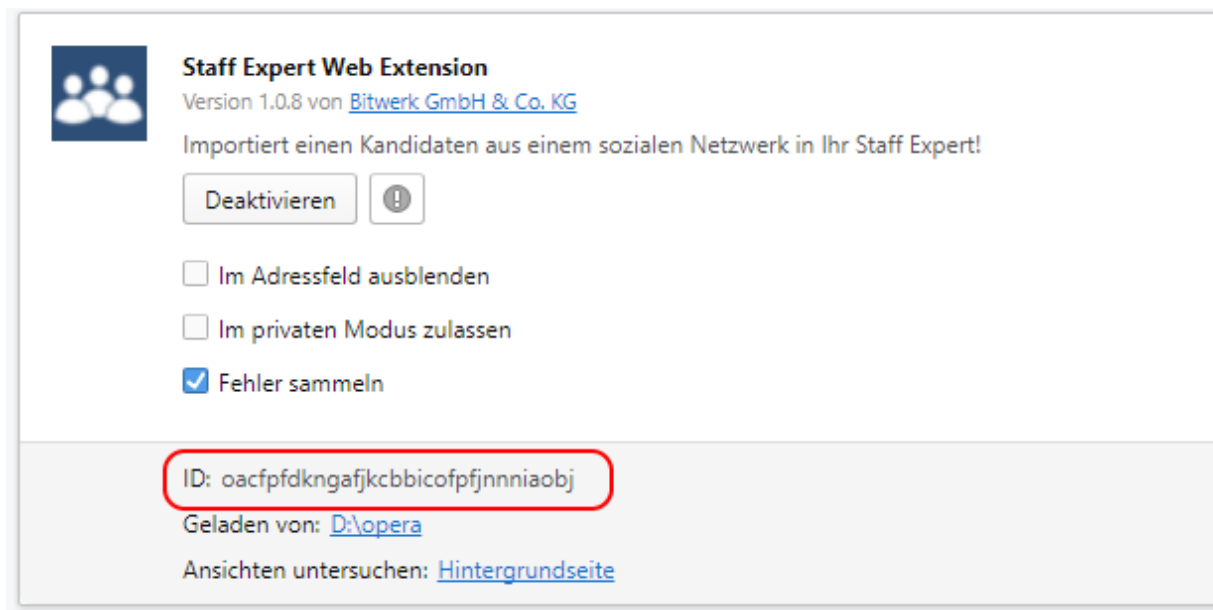 Staff Expert Web Extension
Version 1.0.8 von Bitwerk GmbH & Co. KG
Importiert einen Kandidaten aus einem sozialen Netzwerk in Ihr Staff Expert!
Deaktivieren
Im Adressfeld ausblenden
Im privaten Modus zulassen
Fehler sammeln
ID: oacfpfdkngafjkcbbicofpfjnnniaobj
Geladen von: D:\opera
Ansichten untersuchen: Hintergrundseite